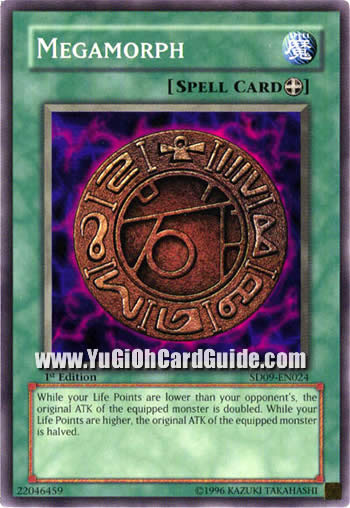 MEGAMORPH
魔
[SPELL CARD]
www.YuGiOhCardGuide.com
1st Edition
SD09-EN024
While your Life Points are lower than your opponent's, the
original ATK of the equipped monster is doubled. While your
Life Points are higher, the original ATK of the equipped monster
is halved.
22046459
©1996 KAZUKI TAKAHASHI